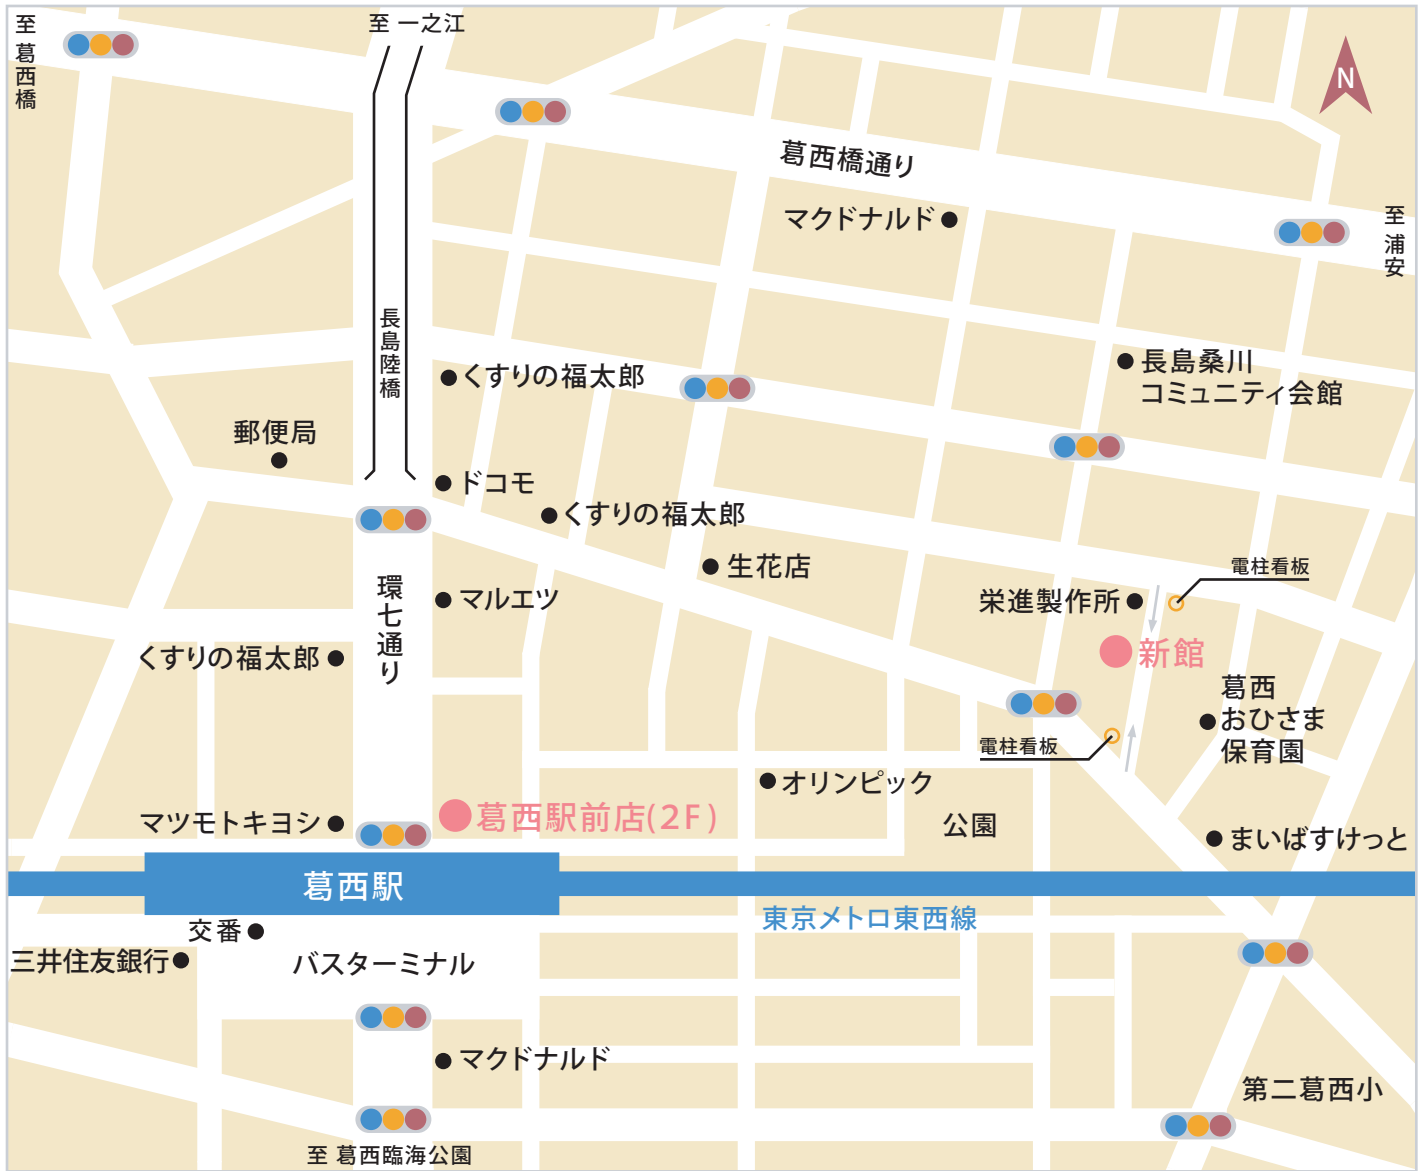 至 葛西橋
至 一之江
N
葛西橋通り
マクドナルド
至 浦安
長島陸橋
長島桑川
コミュニティ会館
くすりの福太郎
郵便局
ドコモ
くすりの福太郎
生花店
電柱看板
環七通り
マルエツ
栄進製作所
新館
くすりの福太郎
葛西
おひさま
保育園
電柱看板
オリンピック
マツモトキヨシ
葛西駅前店(2F)
公園
まいばすけっと
葛西駅
東京メトロ東西線
交番
三井住友銀行
バスターミナル
マクドナルド
第二葛西小
至 葛西臨海公園